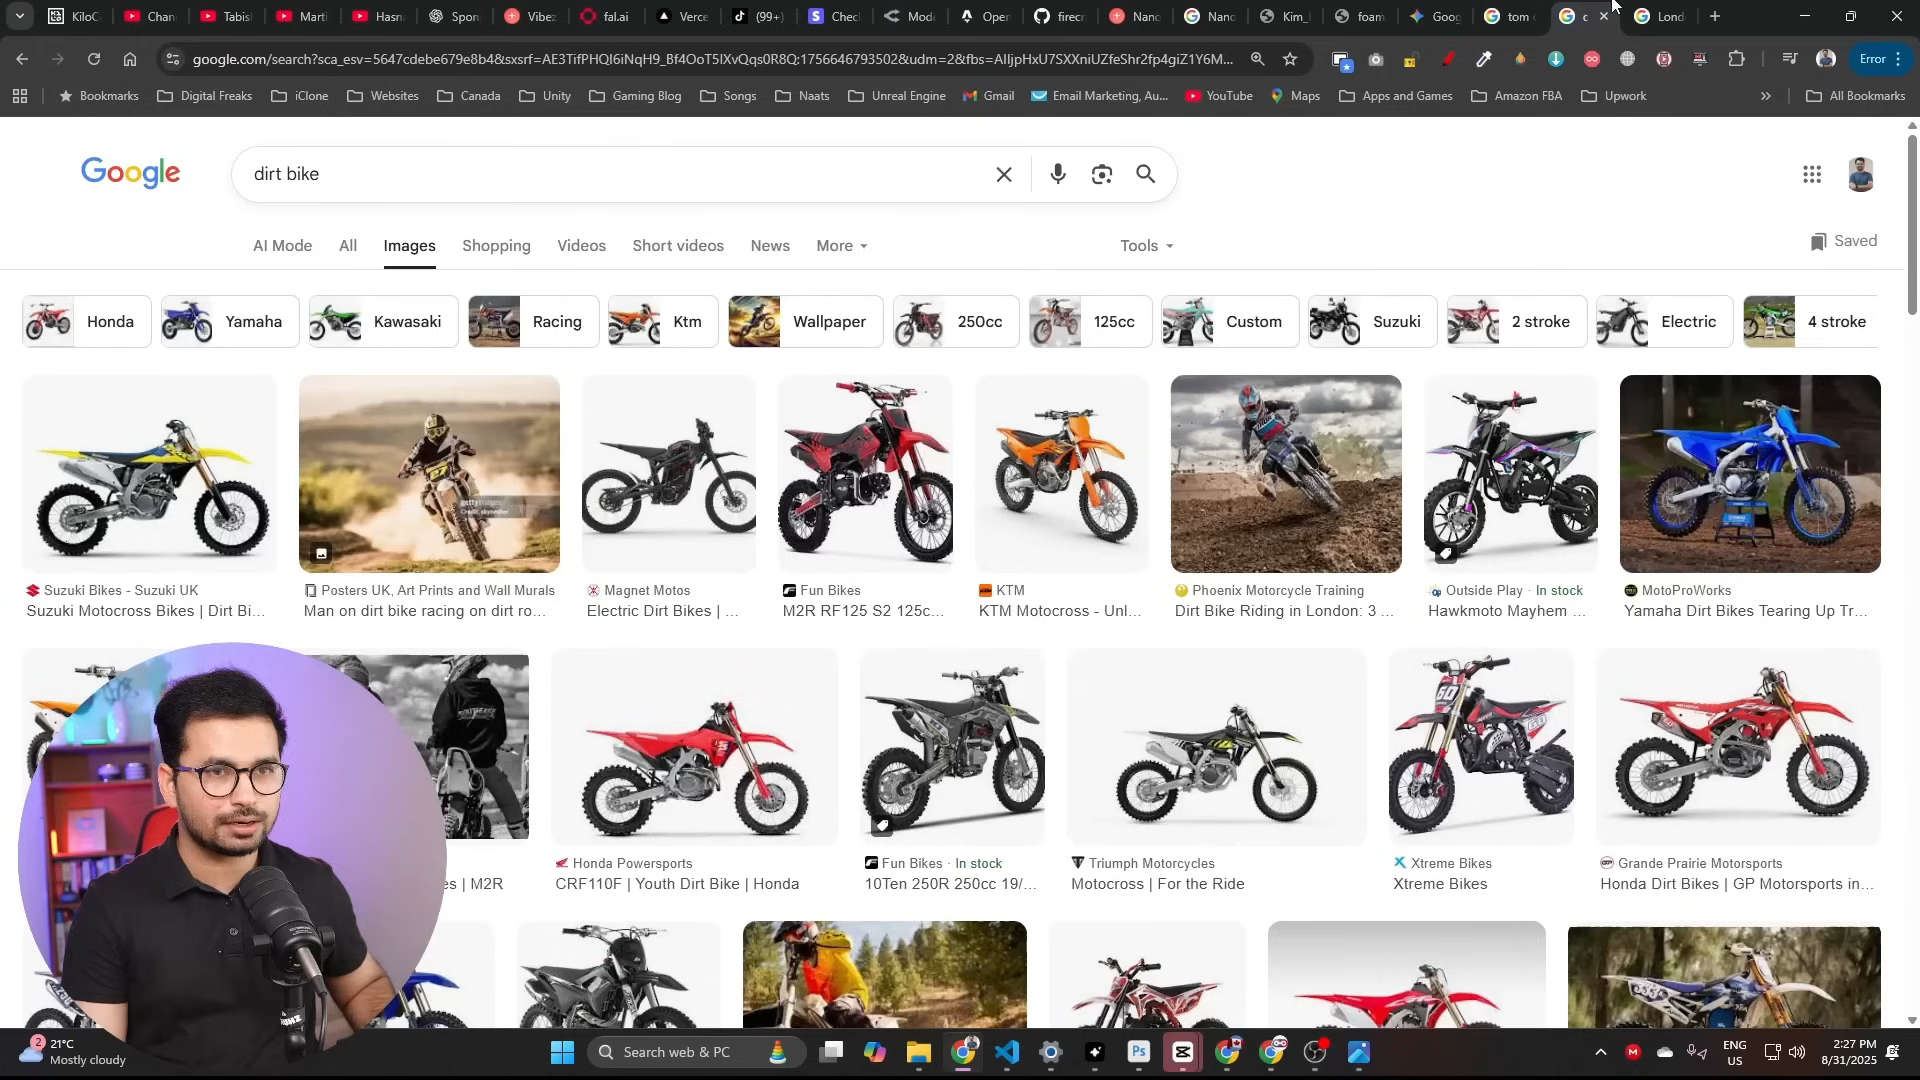 KiloC
Chan
Tabis
Marti
Hasn
Spon
Vibez
fal.ai
Verce
(99+)
Chec
Mode
Open
firecr
Nano
Nano
Kim_
foam
Goog
tom
Lond
google.com/search?sca_esv=5647cdebe679e8b4&sxsrf=AE3TifPHQJ6iNqH9_Bf4OoT5IXvQqs0R8Q:1756646793502&udm=2&fbs=AIIjpHxU7SXXniUZfeShr2fp4giZ1Y6M...
Error
Bookmarks
Digital Freaks
iClone
Websites
Canada
Unity
Gaming Blog
Songs
Naats
Unreal Engine
Gmail
Email Marketing, Au...
YouTube
Maps
Apps and Games
Amazon FBA
Upwork
All Bookmarks
Google
dirt bike
AI Mode
All
Images
Shopping
Videos
Short videos
News
More
Tools
Saved
Honda
Yamaha
Kawasaki
Racing
Ktm
Wallpaper
250cc
125cc
Custom
Suzuki
2 stroke
Electric
4 stroke
Suzuki Bikes - Suzuki UK
Suzuki Motocross Bikes | Dirt Bi...
Posters UK, Art Prints and Wall Murals
Man on dirt bike racing on dirt ro...
Magnet Motos
Electric Dirt Bikes | ...
Fun Bikes
M2R RF125 S2 125c...
KTM
KTM Motocross - Unl...
Phoenix Motorcycle Training
Dirt Bike Riding in London: 3 ...
Outside Play · In stock
Hawkmoto Mayhem ...
MotoProWorks
Yamaha Dirt Bikes Tearing Up Tr...
es | M2R
Honda Powersports
CRF110F | Youth Dirt Bike | Honda
Fun Bikes · In stock
10Ten 250R 250cc 19/...
Triumph Motorcycles
Motocross | For the Ride
Xtreme Bikes
Xtreme Bikes
Grande Prairie Motorsports
Honda Dirt Bikes | GP Motorsports in...
2
21°C
Mostly cloudy
Search web & PC
ENG
US
2:27 PM
8/31/2025